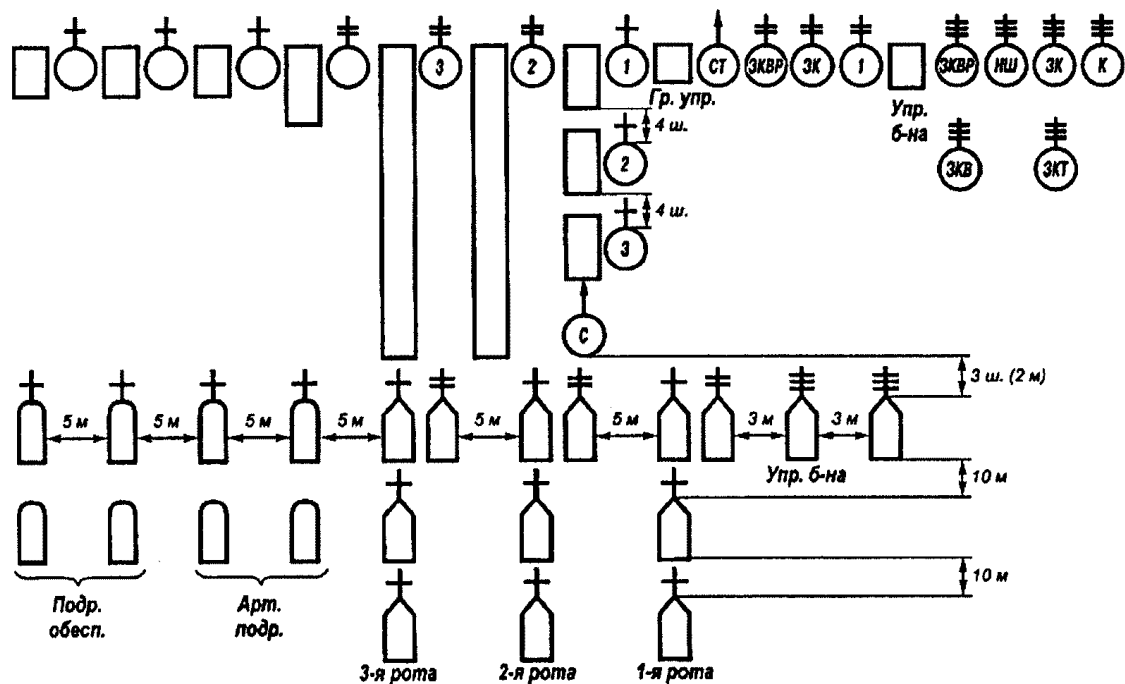 3 2 1 СТ ЗКВР ЗК 1 ЗКВР НШ ЗК К
Гр. упр.
Упр.
б-на
4 ш.
2
ЗКВ ЗКТ
4 ш.
3
С
3 ш. (2 м)
5 м 5 м 5 м 5 м 5 м 5 м 3 м 3 м
Упр. б-на
10 м
10 м
Подр.
обесп.
Арт.
подр.
3-я рота 2-я рота 1-я рота